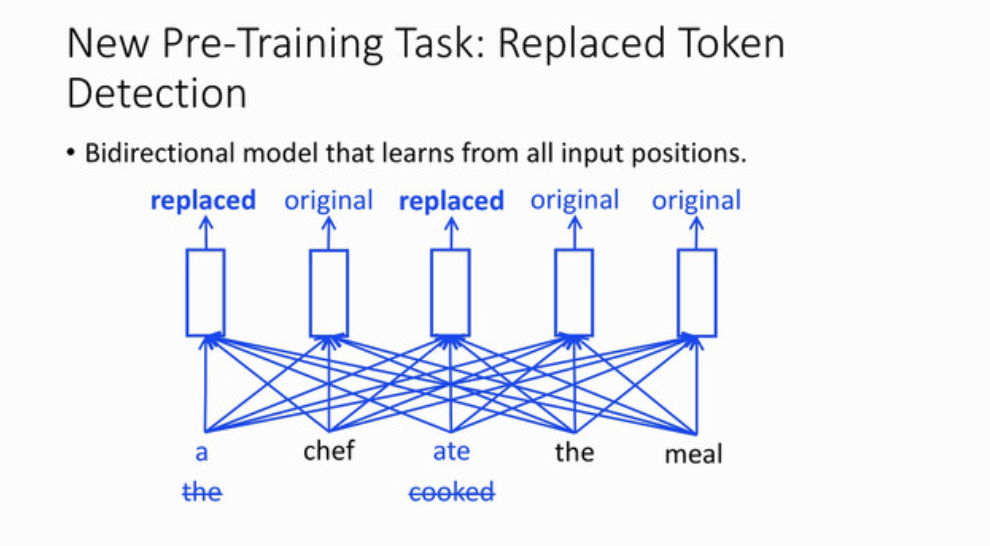 New Pre-Training Task: Replaced Token
Detection
• Bidirectional model that learns from all input positions.
replaced original replaced original original
a chef ate the meal
the cooked